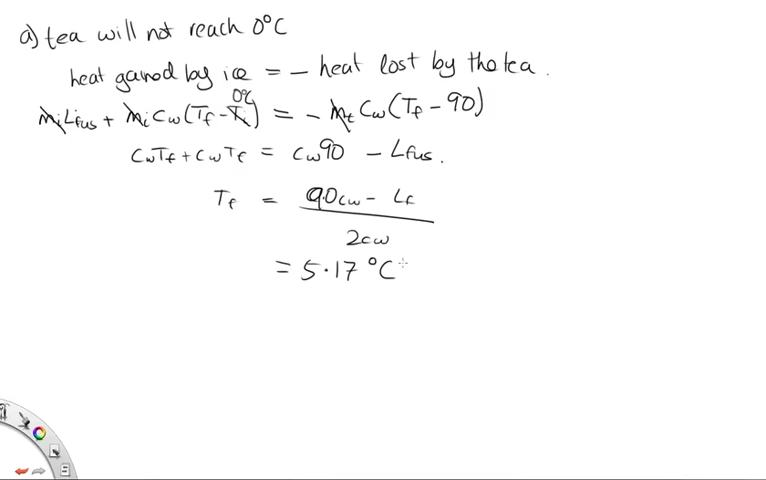 a) tea will not reach 0°C
heat gained by ice = - heat lost by the tea.
0°C
miLfus + miCw(Tf - Ti) = - mtCw(Tf - 90)
CwTf + CwTf = Cw90 - Lfus.
Tf = 90cw - Lf
2cw
= 5.17 °C